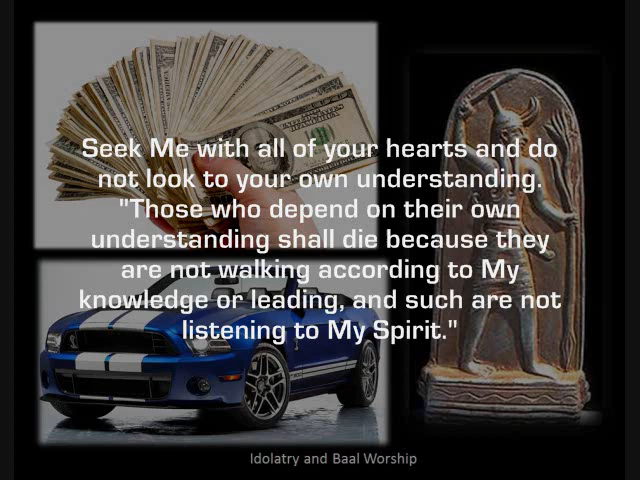 Seek Me with all of your hearts and do
not look to your own understanding.
"Those who depend on their own
understanding shall die because they
are not walking according to My
knowledge or leading, and such are not
listening to My Spirit."
Idolatry and Baal Worship